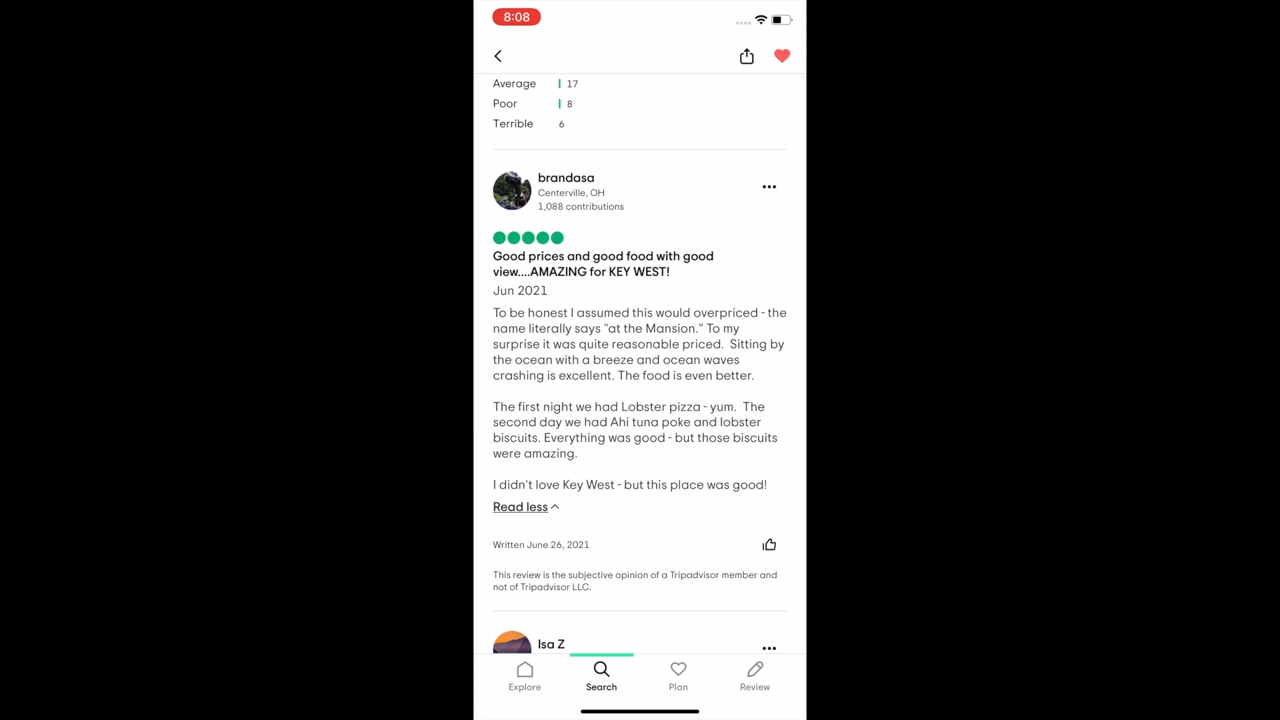 8:08
Average 17
Poor 8
Terrible 6
brandasa
Centerville, OH
1,088 contributions
Good prices and good food with good
view....AMAZING for KEY WEST!
Jun 2021
To be honest I assumed this would overpriced - the
name literally says "at the Mansion." To my
surprise it was quite reasonable priced.  Sitting by
the ocean with a breeze and ocean waves
crashing is excellent. The food is even better.
The first night we had Lobster pizza - yum.  The
second day we had Ahi tuna poke and lobster
biscuits. Everything was good - but those biscuits
were amazing.
I didn't love Key West - but this place was good!
Read less
Written June 26, 2021
This review is the subjective opinion of a Tripadvisor member and
not of Tripadvisor LLC.
Isa Z
Explore Search Plan Review